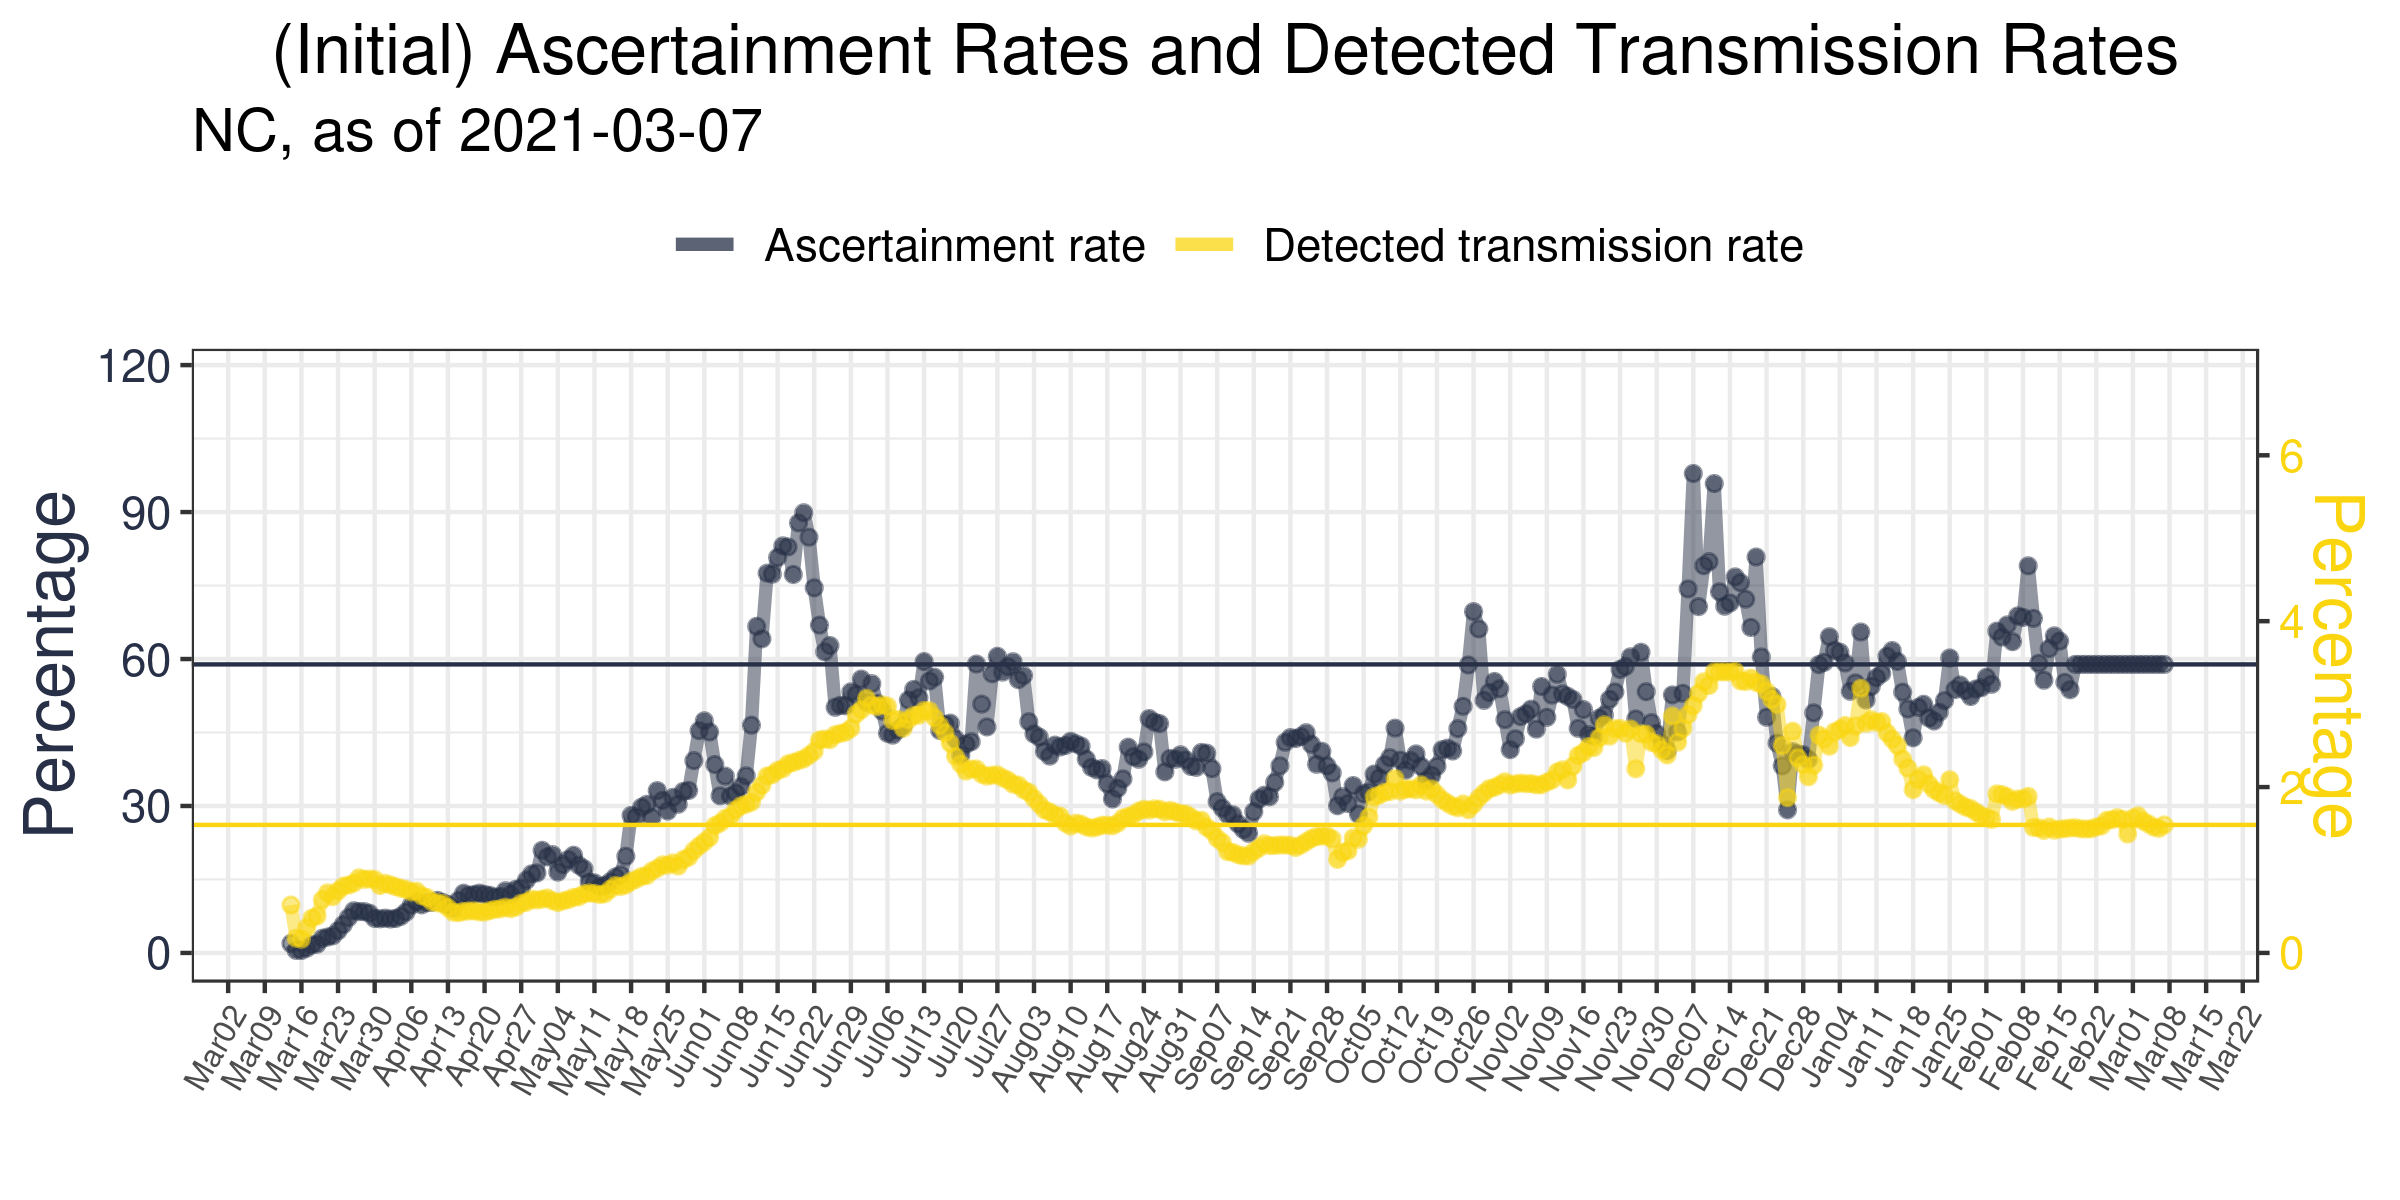 (Initial) Ascertainment Rates and Detected Transmission Rates
NC, as of 2021-03-07
Ascertainment rate
Detected transmission rate
Percentage
120
90
60
30
0
6
4
2
0
Percentage
Mar02
Mar09
Mar16
Mar23
Mar30
Apr06
Apr13
Apr20
Apr27
May04
May11
May18
May25
Jun01
Jun08
Jun15
Jun22
Jun29
Jul06
Jul13
Jul20
Jul27
Aug03
Aug10
Aug17
Aug24
Aug31
Sep07
Sep14
Sep21
Sep28
Oct05
Oct12
Oct19
Oct26
Nov02
Nov09
Nov16
Nov23
Nov30
Dec07
Dec14
Dec21
Dec28
Dec04
Jan11
Jan18
Jan25
Feb01
Feb08
Feb15
Feb22
Mar01
Mar08
Mar15
Mar22